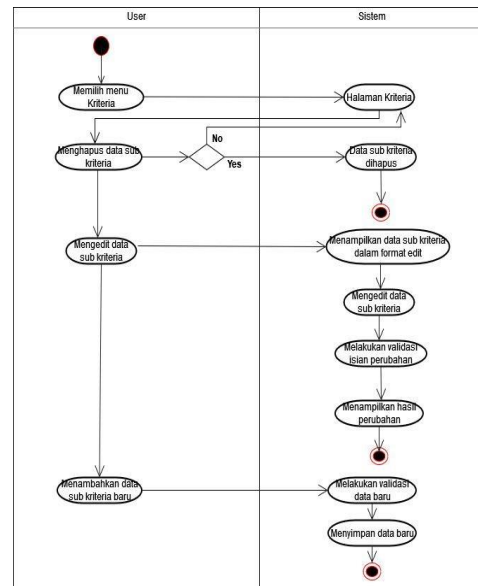 User
Sistem
Memilih menu
Kriteria
Halaman Kriteria
No
Menghapus data sub
kriteria
Yes
Data sub kriteria
dihapus
Mengedit data
sub kriteria
Menampilkan data sub kriteria
dalam format edit
Mengedit data
sub kriteria
Melakukan validasi
isian perubahan
Menampilkan hasil
perubahan
Menambahkan data
sub kriteria baru
Melakukan validasi
data baru
Menyimpan data baru